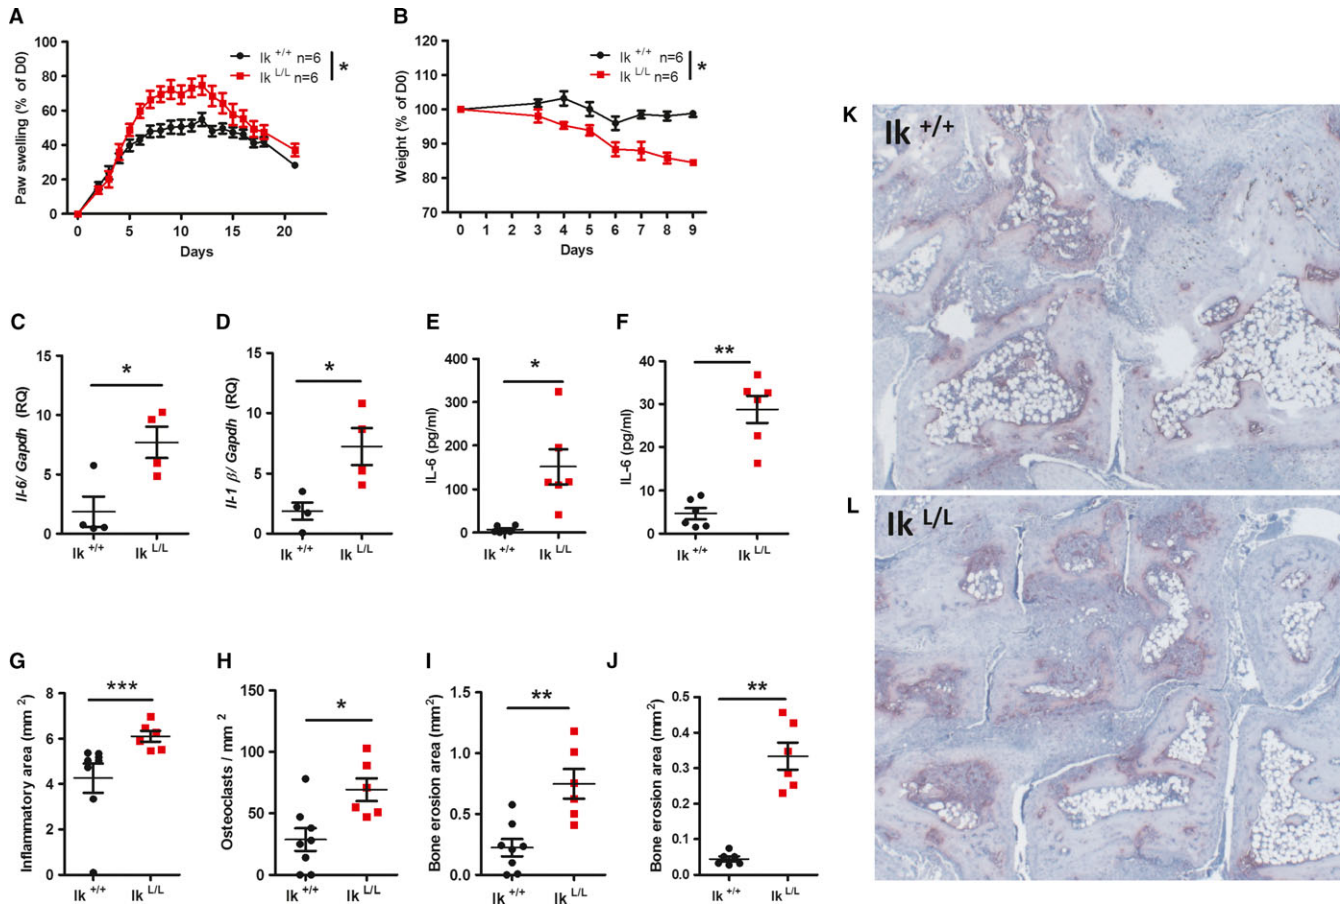 A
Paw swelling (% of D0)
100
80
60
40
20
0
0 5 10 15 20
Days
Ik +/+ n=6
Ik L/L n=6
*
B
Weight (% of D0)
120
110
100
90
80
70
0 1 2 3 4 5 6 7 8 9
Days
Ik +/+ n=6
Ik L/L n=6
*
C
Il-6/ Gapdh (RQ)
15
10
5
0
*
Ik +/+ Ik L/L
D
Il-1 β/ Gapdh (RQ)
15
10
5
0
*
Ik +/+ Ik L/L
E
IL-6 (pg/ml)
400
300
200
150
100
50
0
*
Ik +/+ Ik L/L
F
IL-6 (pg/ml)
40
30
20
10
0
**
Ik +/+ Ik L/L
G
Inflammatory area (mm 2)
8
6
4
2
0
***
Ik +/+ Ik L/L
H
Osteoclasts / mm 2
150
100
50
0
*
Ik +/+ Ik L/L
I
Bone erosion area (mm2)
1.5
1.0
0.5
0.0
**
Ik +/+ Ik L/L
J
Bone erosion area (mm2)
0.5
0.4
0.3
0.2
0.1
0.0
**
Ik +/+ Ik L/L
K
Ik +/+
L
Ik L/L